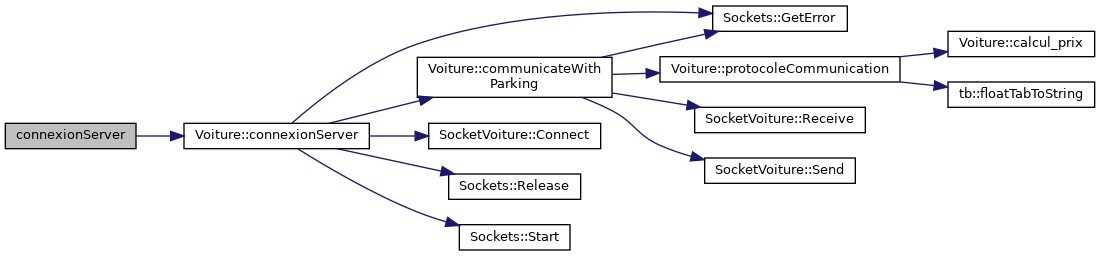 connexionServer
Voiture::connexionServer
Voiture::communicateWith
Parking
SocketVoiture::Connect
Sockets::Release
Sockets::Start
Sockets::GetError
Voiture::protocoleCommunication
SocketVoiture::Receive
SocketVoiture::Send
Voiture::calcul_prix
tb::floatTabToString